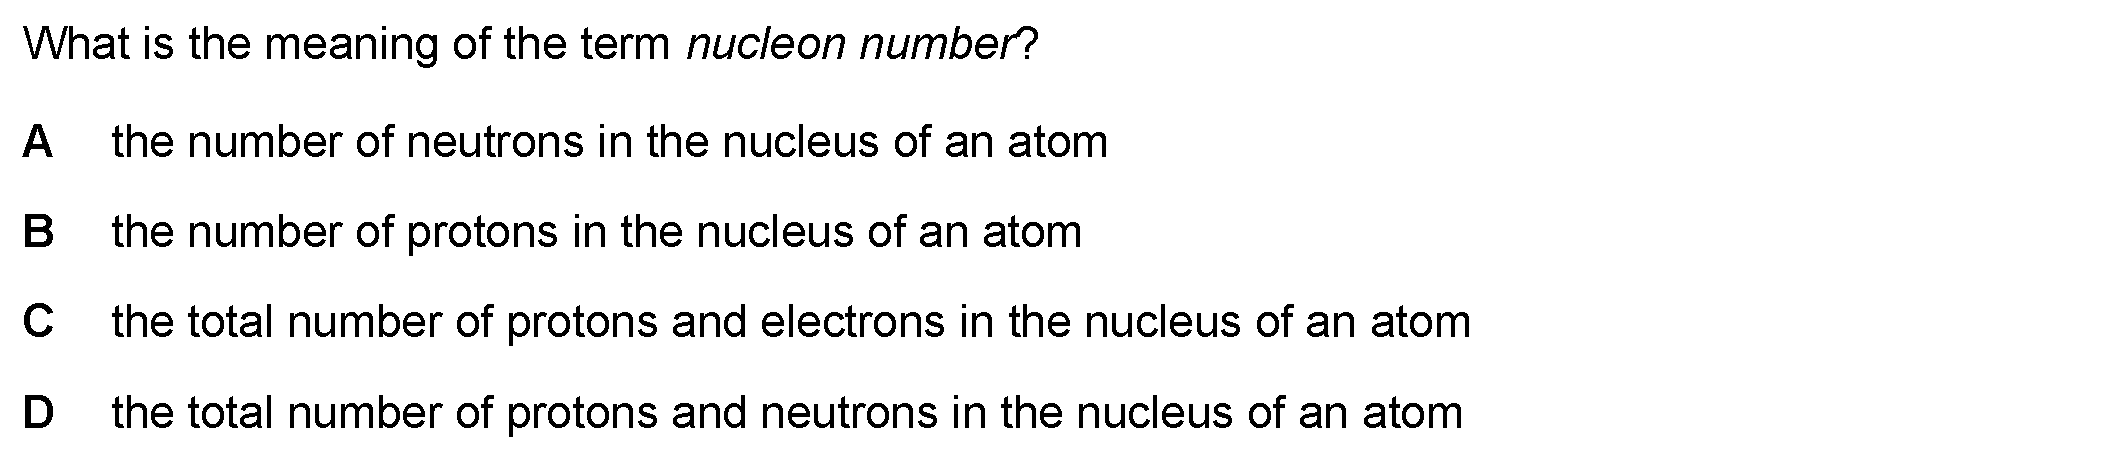 What is the meaning of the term nucleon number?
A the number of neutrons in the nucleus of an atom
B the number of protons in the nucleus of an atom
C the total number of protons and electrons in the nucleus of an atom
D the total number of protons and neutrons in the nucleus of an atom